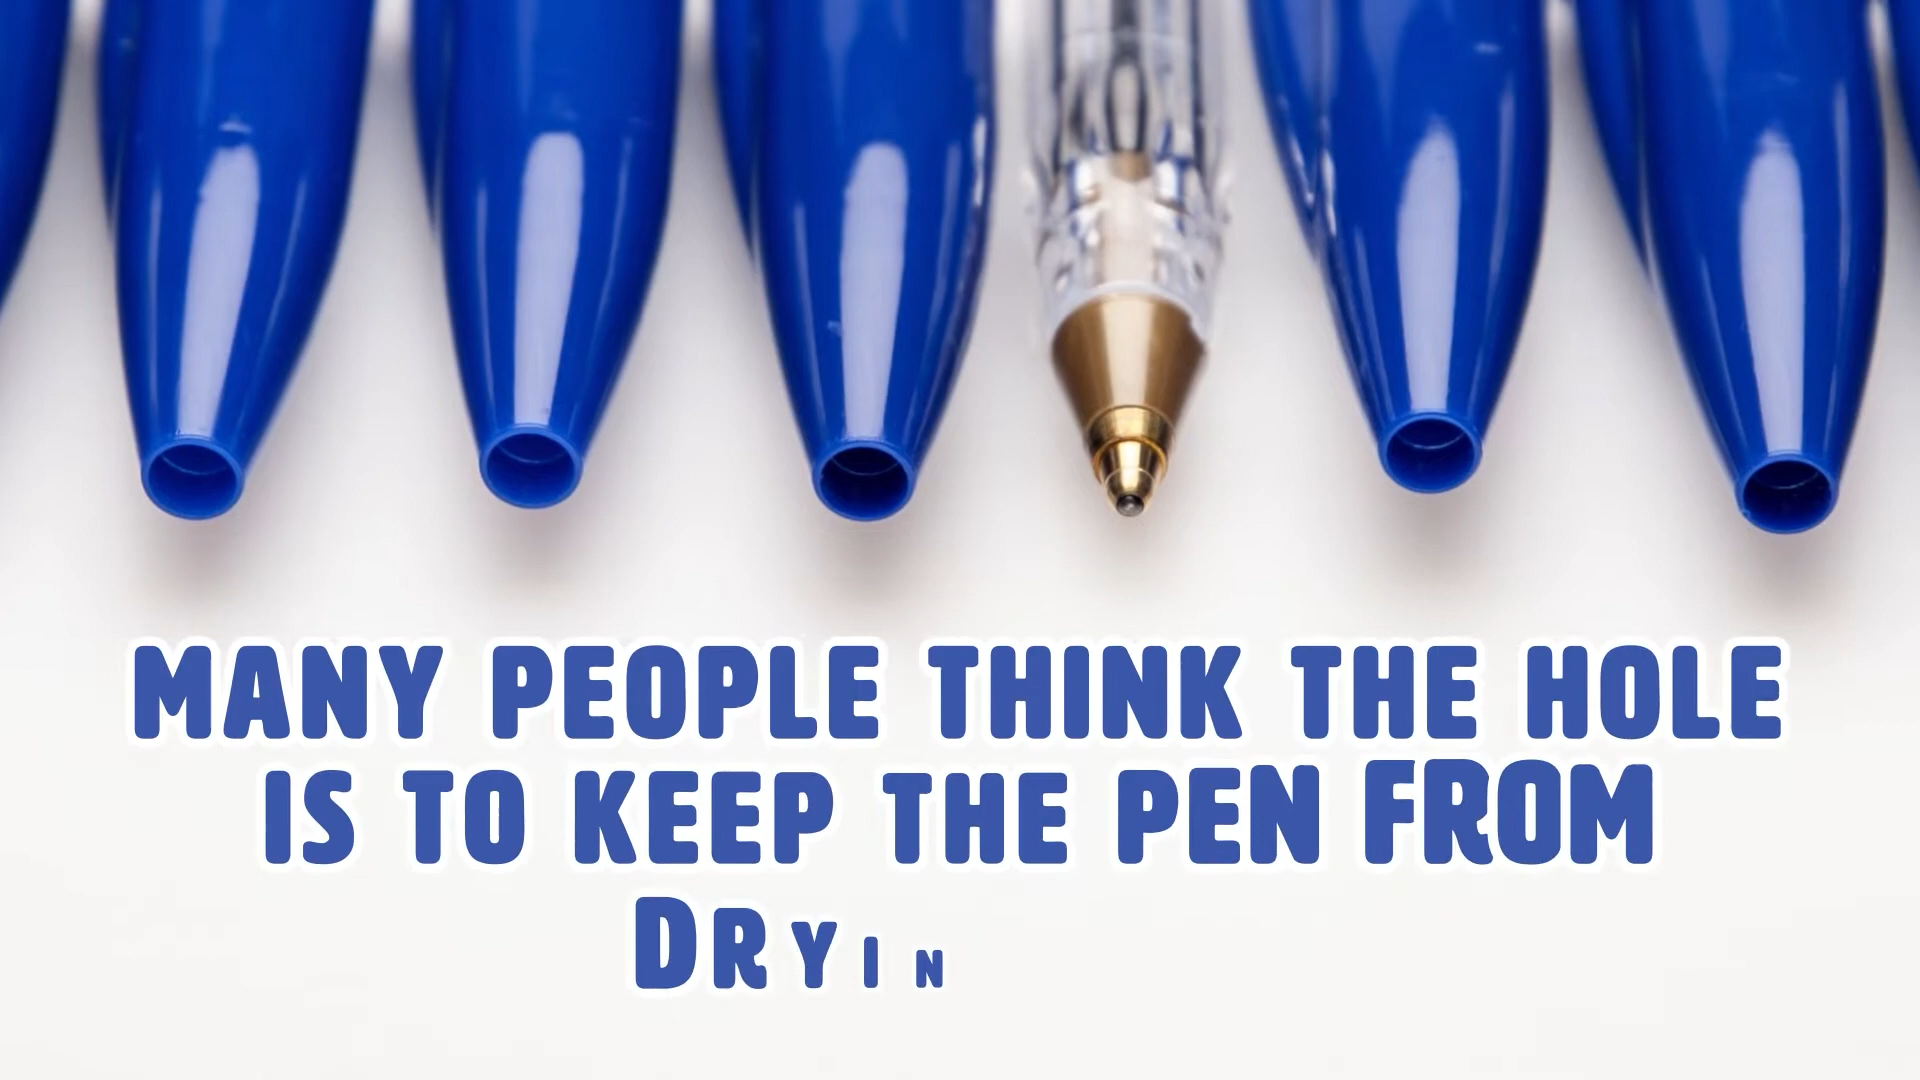 MANY PEOPLE THINK THE HOLE
IS TO KEEP THE PEN FROM
DRYIN